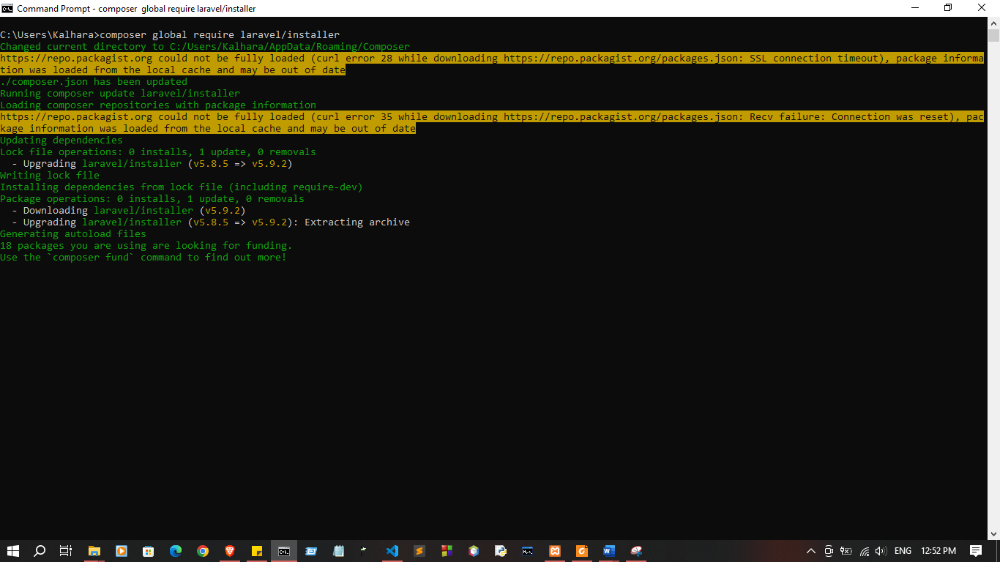 Command Prompt - composer  global require laravel/installer
C:\Users\Kalhara>composer global require laravel/installer
Changed current directory to C:/Users/Kalhara/AppData/Roaming/Composer
https://repo.packagist.org could not be fully loaded (curl error 28 while downloading https://repo.packagist.org/packages.json: SSL connection timeout), package informa
tion was loaded from the local cache and may be out of date
./composer.json has been updated
Running composer update laravel/installer
Loading composer repositories with package information
https://repo.packagist.org could not be fully loaded (curl error 35 while downloading https://repo.packagist.org/packages.json: Recv failure: Connection was reset), pac
kage information was loaded from the local cache and may be out of date
Updating dependencies
Lock file operations: 0 installs, 1 update, 0 removals
  - Upgrading laravel/installer (v5.8.5 => v5.9.2)
Writing lock file
Installing dependencies from lock file (including require-dev)
Package operations: 0 installs, 1 update, 0 removals
  - Downloading laravel/installer (v5.9.2)
  - Upgrading laravel/installer (v5.8.5 => v5.9.2): Extracting archive
Generating autoload files
18 packages you are using are looking for funding.
Use the `composer fund` command to find out more!
ENG 12:52 PM